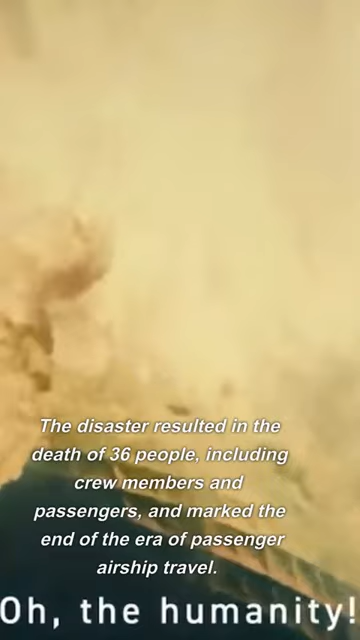 The disaster resulted in the
death of 36 people, including
crew members and
passengers, and marked the
end of the era of passenger
airship travel.
Oh, the humanity!